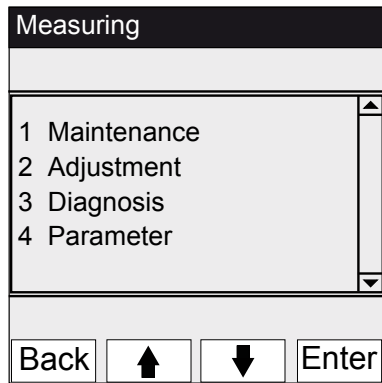 Measuring
1 Maintenance
2 Adjustment
3 Diagnosis
4 Parameter
Back Enter